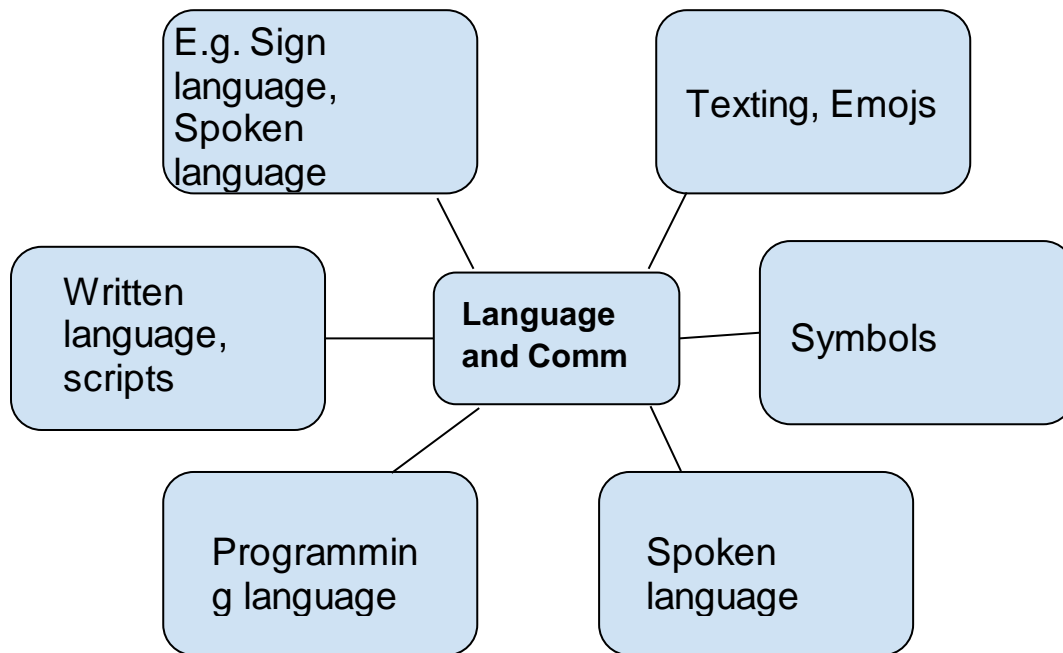 E.g. Sign
language,
Spoken
language
Texting, Emojs
Written
language,
scripts
Language
and Comm
Symbols
Programmin
g language
Spoken
language